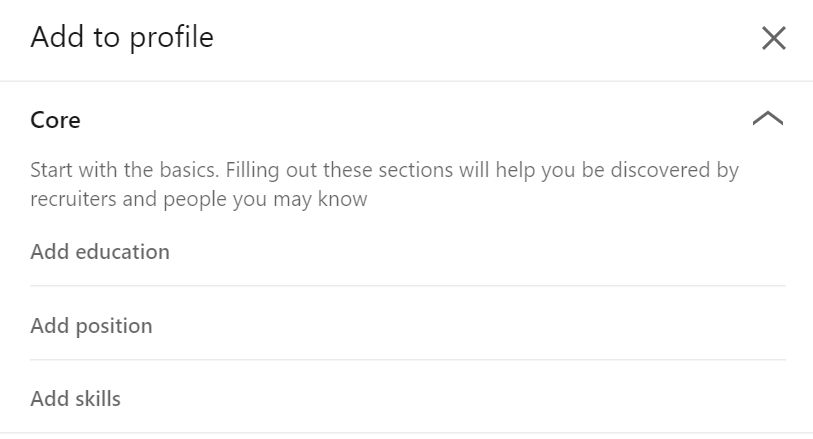 Add to profile
Core
Start with the basics. Filling out these sections will help you be discovered by
recruiters and people you may know
Add education
Add position
Add skills